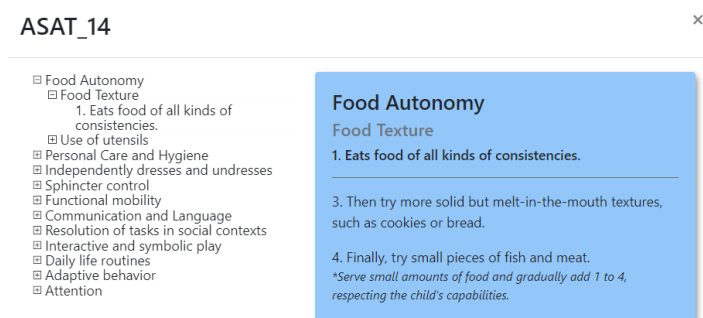 ASAT_14
×
Food Autonomy
Food Texture
1. Eats food of all kinds of
consistencies.
Use of utensils
Personal Care and Hygiene
Independently dresses and undresses
Sphincter control
Functional mobility
Communication and Language
Resolution of tasks in social contexts
Interactive and symbolic play
Daily life routines
Adaptive behavior
Attention
Food Autonomy
Food Texture
1. Eats food of all kinds of consistencies.
3. Then try more solid but melt-in-the-mouth textures,
such as cookies or bread.
4. Finally, try small pieces of fish and meat.
*Serve small amounts of food and gradually add 1 to 4,
respecting the child's capabilities.